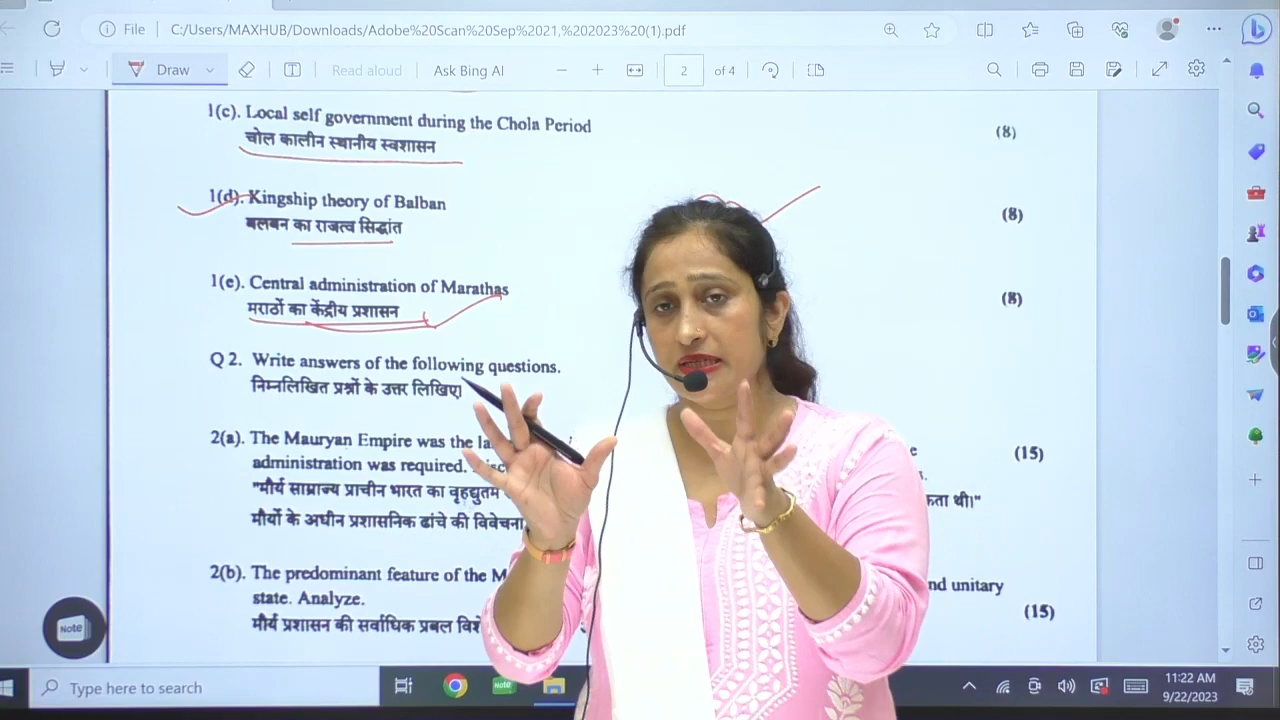 File C:/Users/MAXHUB/Downloads/Adobe%20Scan%20Sep%2021,%202023%20(1).pdf
Draw Read aloud Ask Bing AI 2 of 4
1(c). Local self government during the Chola Period (8)
चोल कालीन स्थानीय स्वशासन
1(d). Kingship theory of Balban (8)
बलबन का राजत्व सिद्धांत
1(e). Central administration of Marathas (8)
मराठों का केंद्रीय प्रशासन
Q 2. Write answers of the following questions.
निम्नलिखित प्रश्नों के उत्तर लिखिए।
2(a). The Mauryan Empire was the (15)
administration was required.
"मौर्य साम्राज्य प्राचीन भारत का वृहद्युतम थी।"
मौर्यों के अधीन प्रशासनिक ढांचे की विवेचना
2(b). The predominant feature of the unitary
state. Analyze. (15)
मौर्य प्रशासन की सर्वाधिक प्रबल
Note
Type here to search Note 11:22 AM
9/22/2023